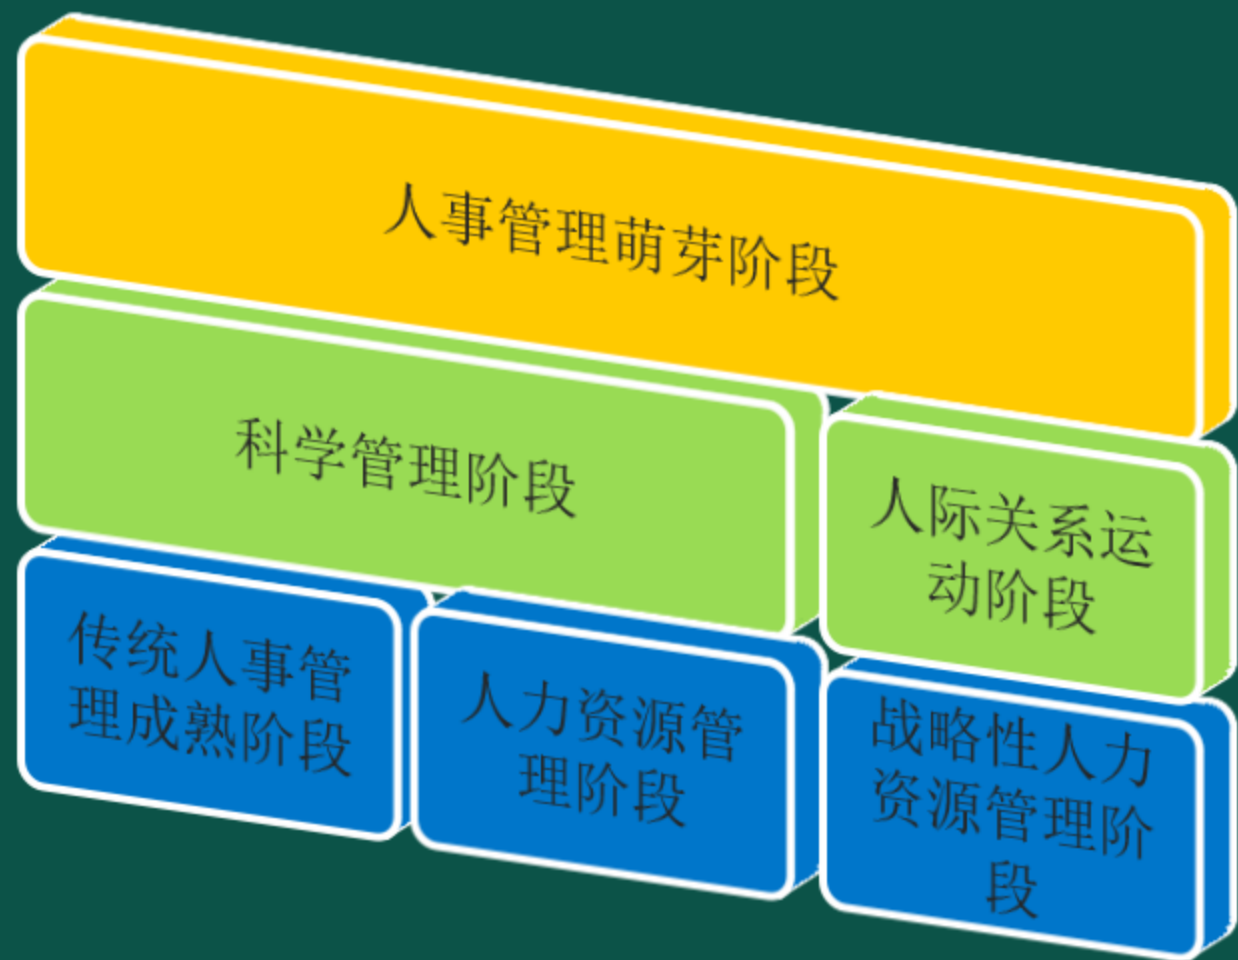 人事管理萌芽阶段
科学管理阶段
人际关系运
动阶段
传统人事管
理成熟阶段
人力资源管
理阶段
战略性人力
资源管理阶
段